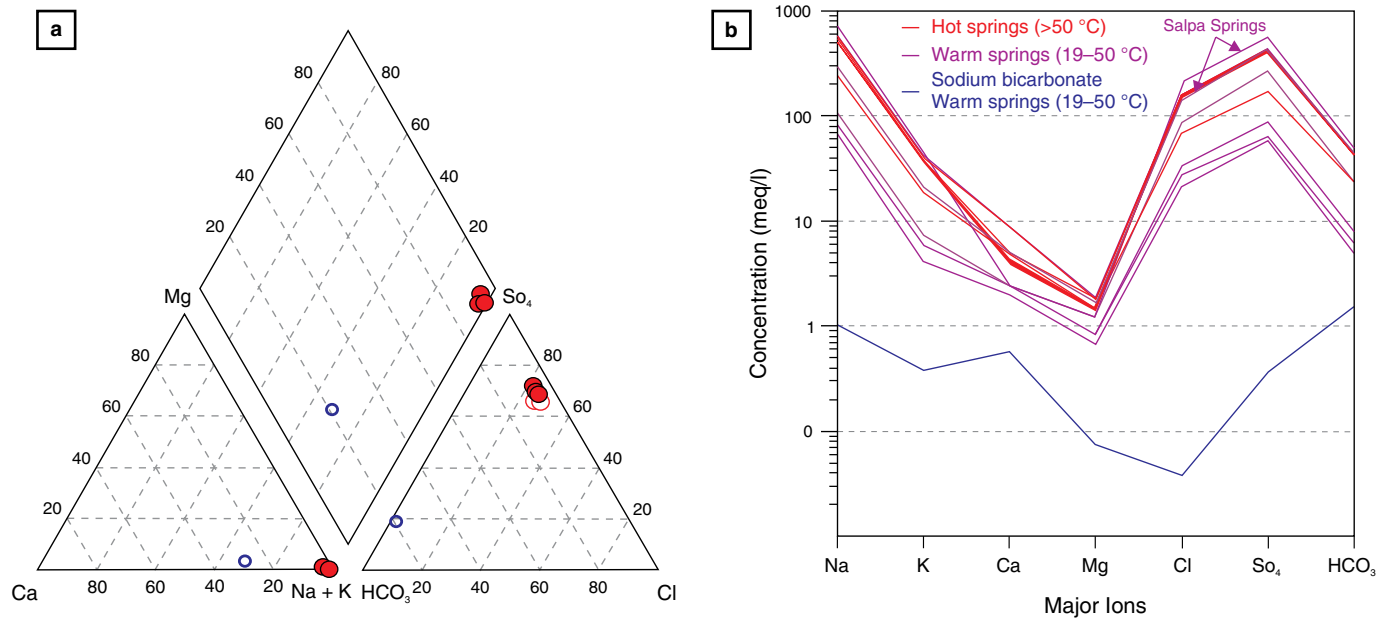 a
80
80
60
60
40
40
20
20
Mg
So₄
80
80
60
60
40
40
20
20
Ca
80
60
40
20
Na + K
HCO₃
20
40
60
80
Cl
b
Hot springs (>50 °C)
Warm springs (19–50 °C)
Sodium bicarbonate
Warm springs (19–50 °C)
Salpa Springs
Concentration (meq/l)
1000
100
10
1
0
Na
K
Ca
Mg
Cl
So₄
HCO₃
Major Ions